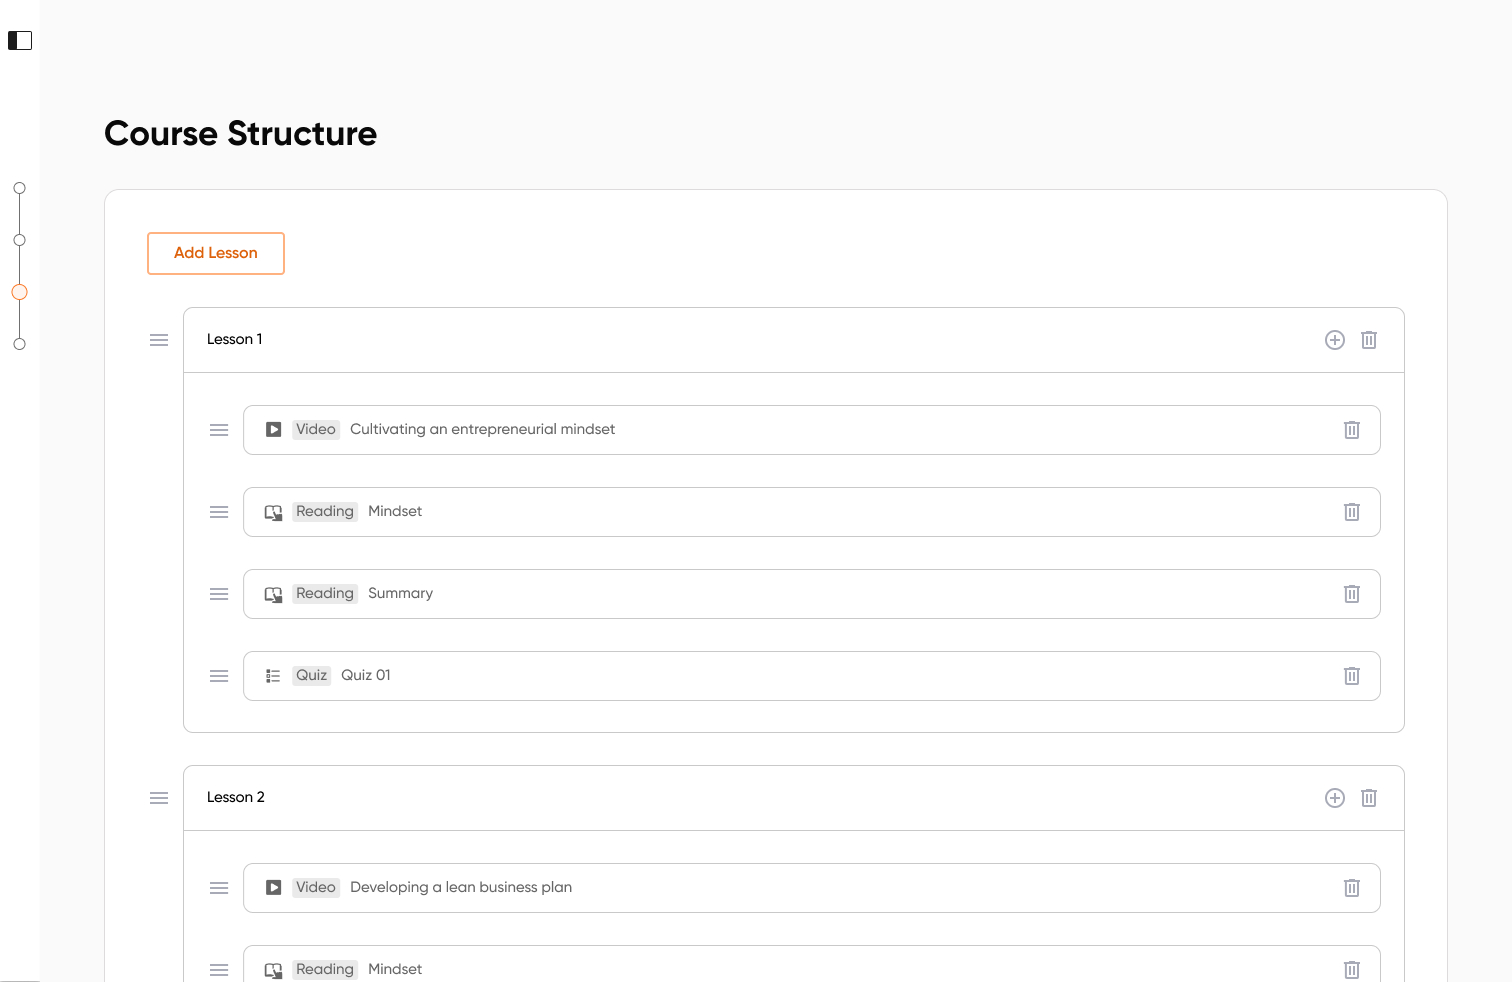 Course Structure
Add Lesson
Lesson 1
Video Cultivating an entrepreneurial mindset
Reading Mindset
Reading Summary
Quiz Quiz 01
Lesson 2
Video Developing a lean business plan
Reading Mindset